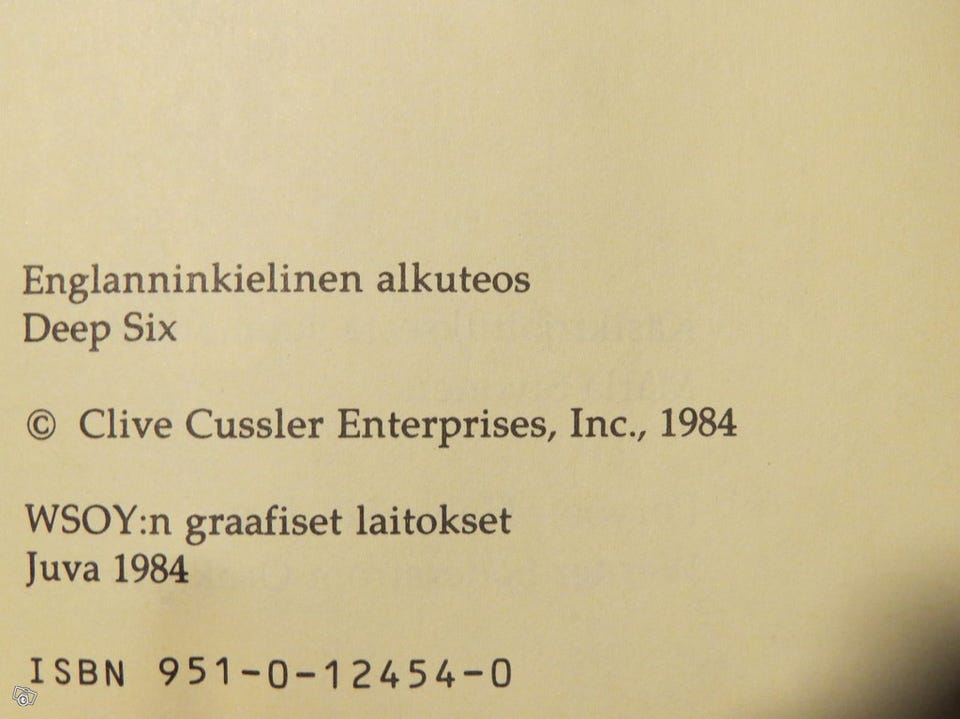 Englanninkielinen alkuteos
Deep Six
© Clive Cussler Enterprises, Inc., 1984
WSOY:n graafiset laitokset
Juva 1984
ISBN 951-0-12454-0